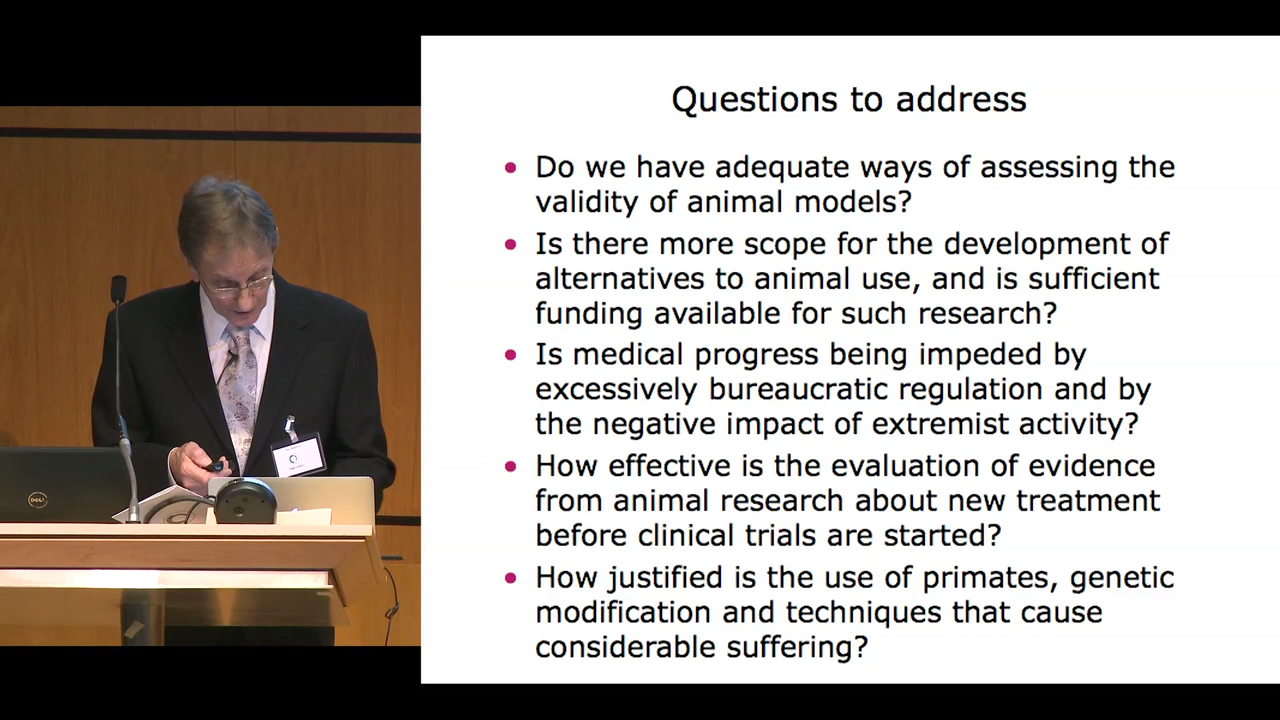 Questions to address
• Do we have adequate ways of assessing the
validity of animal models?
• Is there more scope for the development of
alternatives to animal use, and is sufficient
funding available for such research?
• Is medical progress being impeded by
excessively bureaucratic regulation and by
the negative impact of extremist activity?
• How effective is the evaluation of evidence
from animal research about new treatment
before clinical trials are started?
• How justified is the use of primates, genetic
modification and techniques that cause
considerable suffering?
DELL